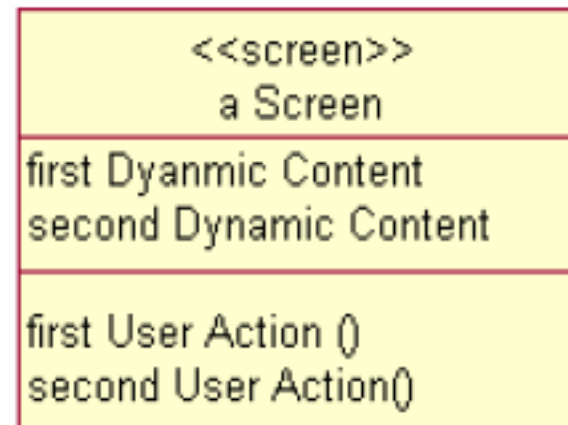 <<screen>>
a Screen
first Dyanmic Content
second Dynamic Content
first User Action ()
second User Action()